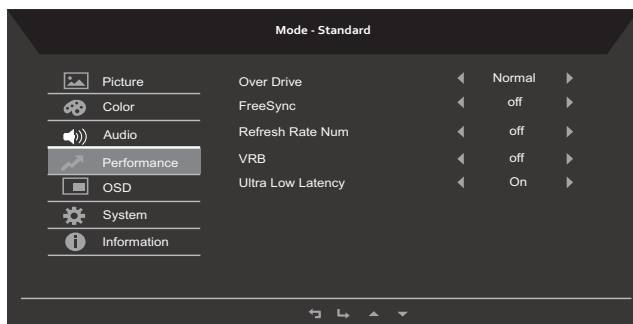 Mode - Standard
Picture
Color
Audio
Performance
OSD
System
Information
Over Drive Normal
FreeSync off
Refresh Rate Num off
VRB off
Ultra Low Latency On